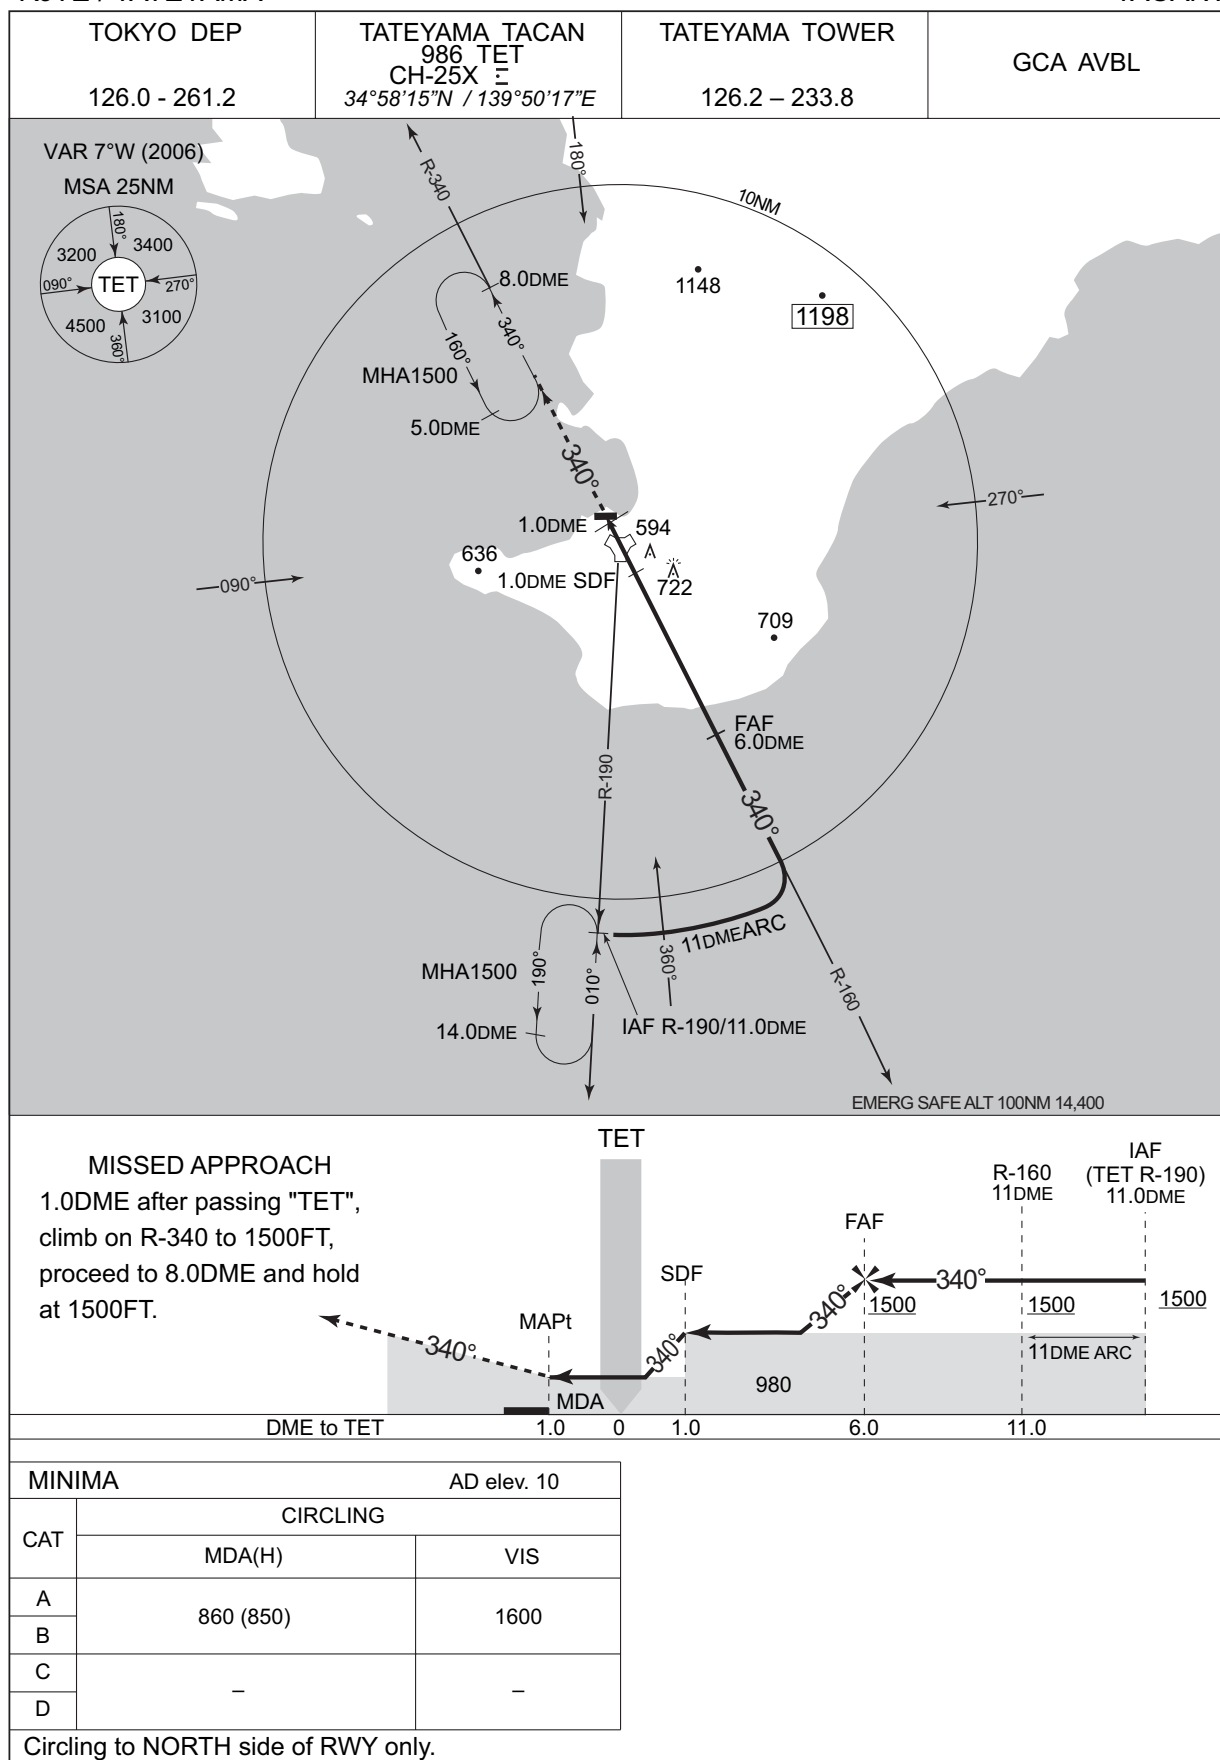 TOKYO DEP
126.0 - 261.2
TATEYAMA TACAN
986 TET
CH-25X
34°58'15"N / 139°50'17"E
TATEYAMA TOWER
126.2 – 233.8
GCA AVBL
VAR 7°W (2006)
MSA 25NM
180°
3200
3400
090°
TET
270°
4500
3100
360°
R-340
180°
10NM
8.0DME
340°
160°
MHA1500
5.0DME
1148
1198
340°
270°
1.0DME
594
636
1.0DME SDF
722
090°
709
FAF
6.0DME
R-190
340°
11DME ARC
MHA1500
190°
010°
360°
14.0DME
IAF R-190/11.0DME
R-160
EMERG SAFE ALT 100NM 14,400
MISSED APPROACH
1.0DME after passing "TET",
climb on R-340 to 1500FT,
proceed to 8.0DME and hold
at 1500FT.
TET
IAF
(TET R-190)
11.0DME
R-160
11DME
FAF
SDF
MAPt
340°
340°
340°
340°
1500
1500
1500
11DME ARC
980
MDA
DME to TET
1.0
0
1.0
6.0
11.0
MINIMA
AD elev. 10
CAT
CIRCLING
MDA(H)
VIS
A
B
860 (850)
1600
C
D
–
–
Circling to NORTH side of RWY only.